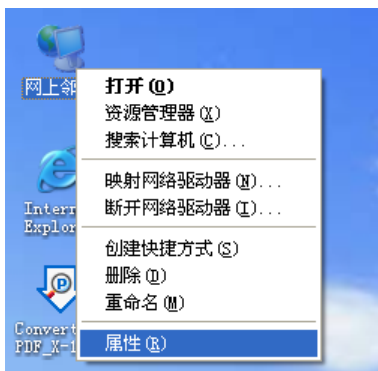 网上邻
打开(O)
资源管理器(X)
搜索计算机(C)...
映射网络驱动器(N)...
断开网络驱动器(I)...
Intern
Explor
创建快捷方式(S)
删除(D)
重命名(M)
Convert
PDF_X-1
属性(R)